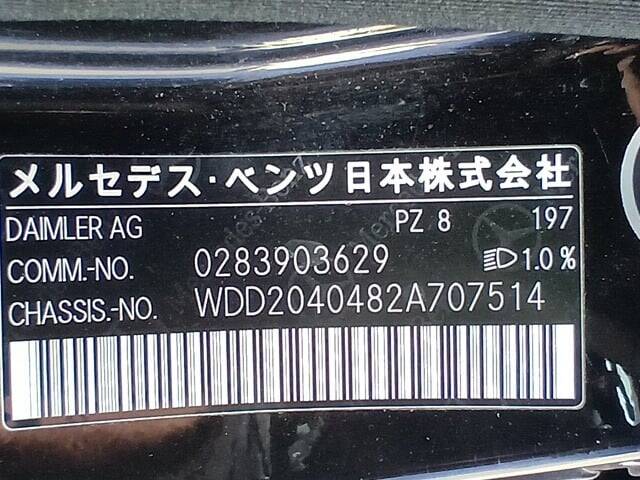 メルセデス・ベンツ日本株式会社
DAIMLER AG PZ 8 197
COMM.-NO. 0283903629 1.0 %
CHASSIS.-NO. WDD2040482A707514